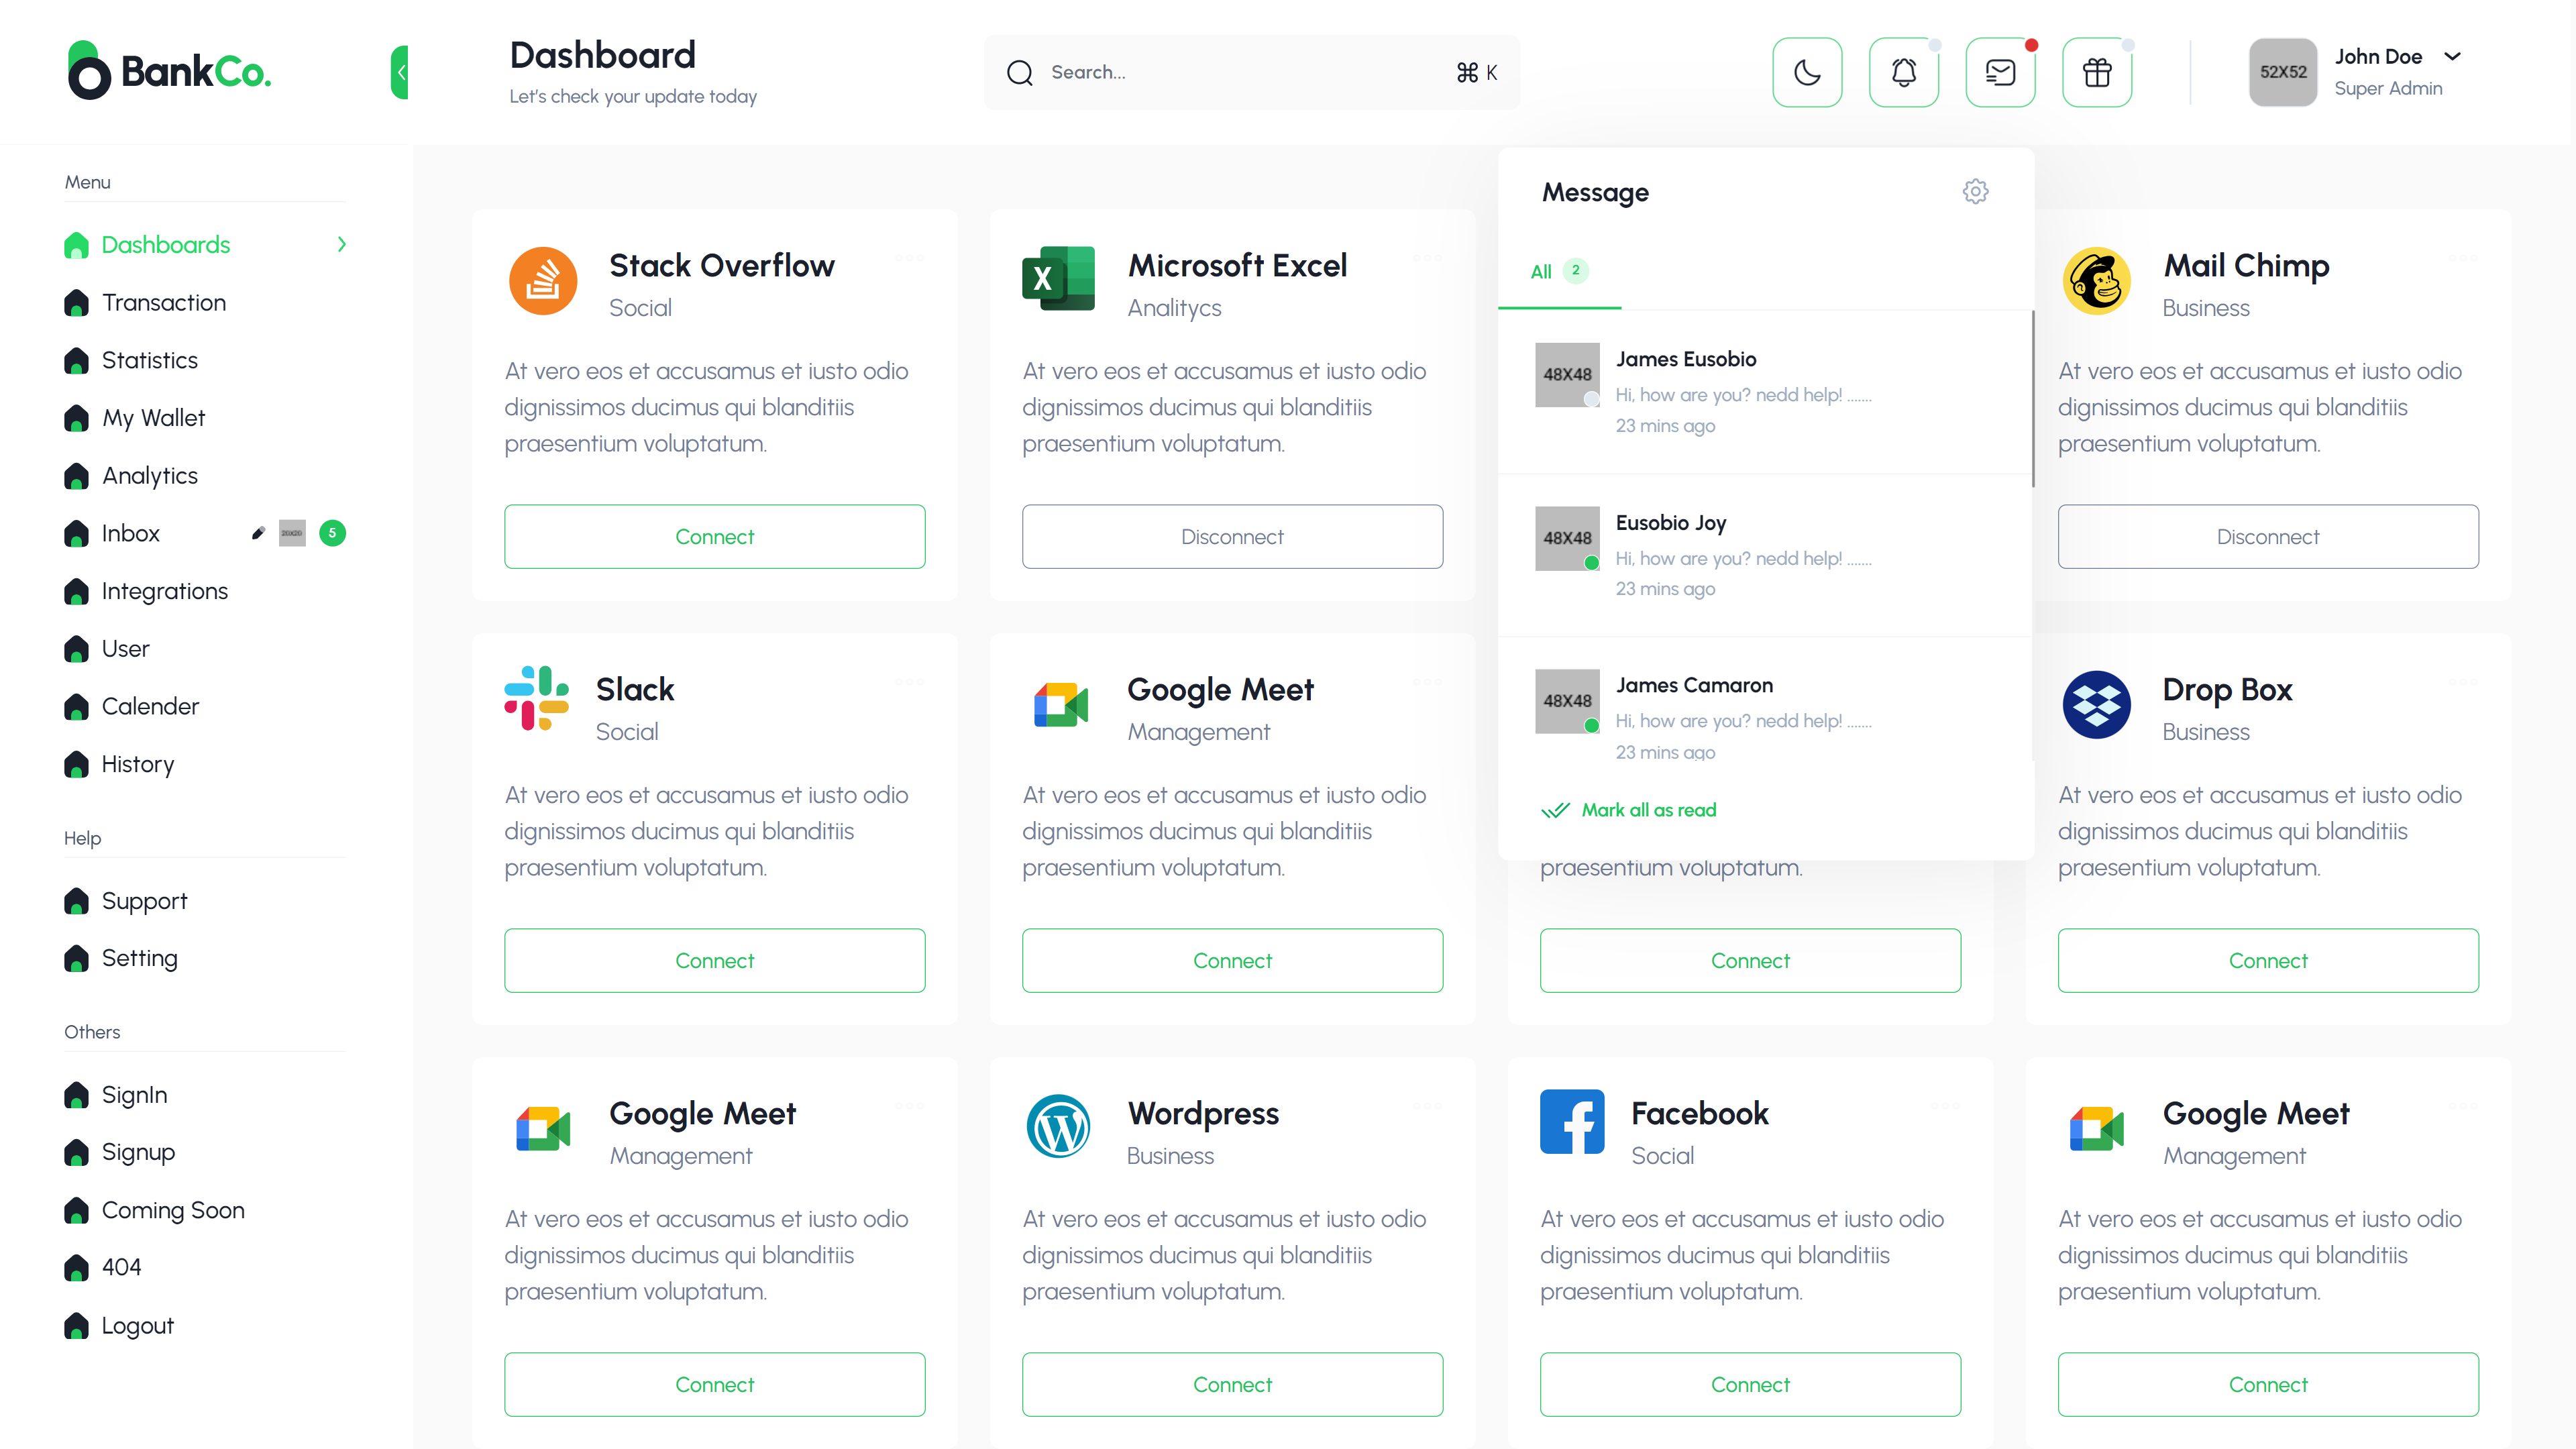 BankCo.
Dashboard
Let's check your update today
Search...
⌘ K
52X52
John Doe
Super Admin
Menu
Dashboards
Transaction
Statistics
My Wallet
Analytics
Inbox
5
Integrations
User
Calender
History
Help
Support
Setting
Others
SignIn
Signup
Coming Soon
404
Logout
Stack Overflow
Social
At vero eos et accusamus et iusto odio
dignissimos ducimus qui blanditiis
praesentium voluptatum.
Connect
Microsoft Excel
Analitycs
At vero eos et accusamus et iusto odio
dignissimos ducimus qui blanditiis
praesentium voluptatum.
Disconnect
Message
All 2
48X48
James Eusobio
Hi, how are you? nedd help! .......
23 mins ago
48X48
Eusobio Joy
Hi, how are you? nedd help! .......
23 mins ago
48X48
James Camaron
Hi, how are you? nedd help! .......
23 mins ago
Mark all as read
Mail Chimp
Business
At vero eos et accusamus et iusto odio
dignissimos ducimus qui blanditiis
praesentium voluptatum.
Disconnect
Slack
Social
At vero eos et accusamus et iusto odio
dignissimos ducimus qui blanditiis
praesentium voluptatum.
Connect
Google Meet
Management
At vero eos et accusamus et iusto odio
dignissimos ducimus qui blanditiis
praesentium voluptatum.
Connect
praesentium voluptatum.
Connect
Drop Box
Business
At vero eos et accusamus et iusto odio
dignissimos ducimus qui blanditiis
praesentium voluptatum.
Connect
Google Meet
Management
At vero eos et accusamus et iusto odio
dignissimos ducimus qui blanditiis
praesentium voluptatum.
Connect
Wordpress
Business
At vero eos et accusamus et iusto odio
dignissimos ducimus qui blanditiis
praesentium voluptatum.
Connect
Facebook
Social
At vero eos et accusamus et iusto odio
dignissimos ducimus qui blanditiis
praesentium voluptatum.
Connect
Google Meet
Management
At vero eos et accusamus et iusto odio
dignissimos ducimus qui blanditiis
praesentium voluptatum.
Connect